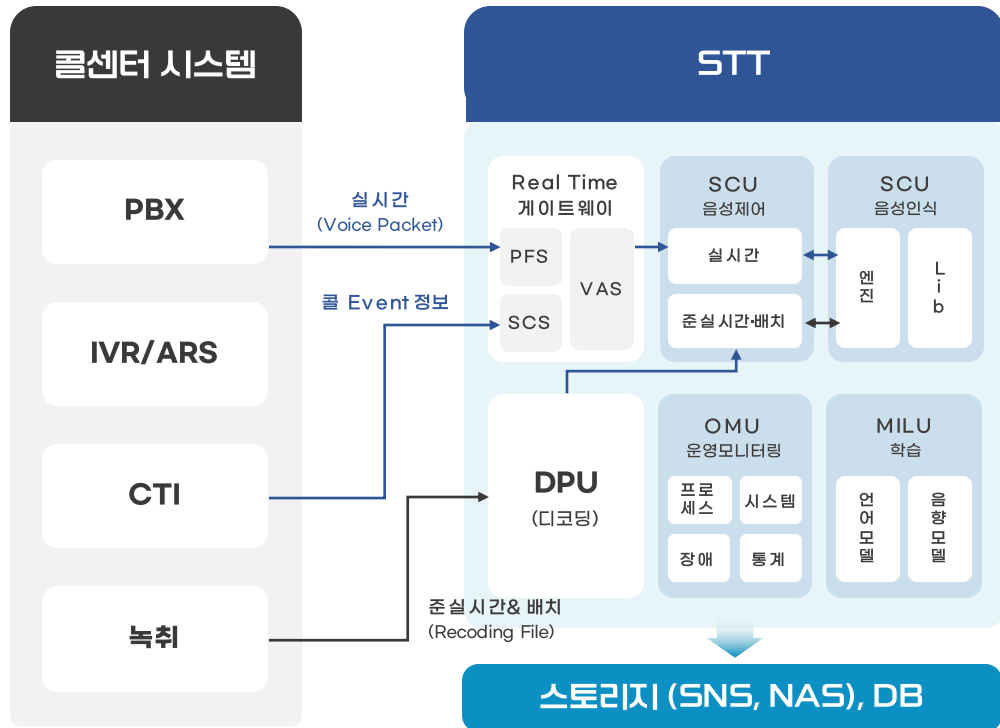 콜센터 시스템
PBX
IVR/ARS
CTI
녹취
실시간
(Voice Packet)
콜 Event 정보
준실시간& 배치
(Recoding File)
STT
Real Time
게이트웨이
PFS
SCS
VAS
SCU
음성제어
실시간
준실시간·배치
SCU
음성인식
엔
진
L
i
b
DPU
(디코딩)
OMU
운영모니터링
프로
세스
시스템
장애
통계
MILU
학습
언
어
모
델
음
향
모
델
스토리지 (SNS, NAS), DB